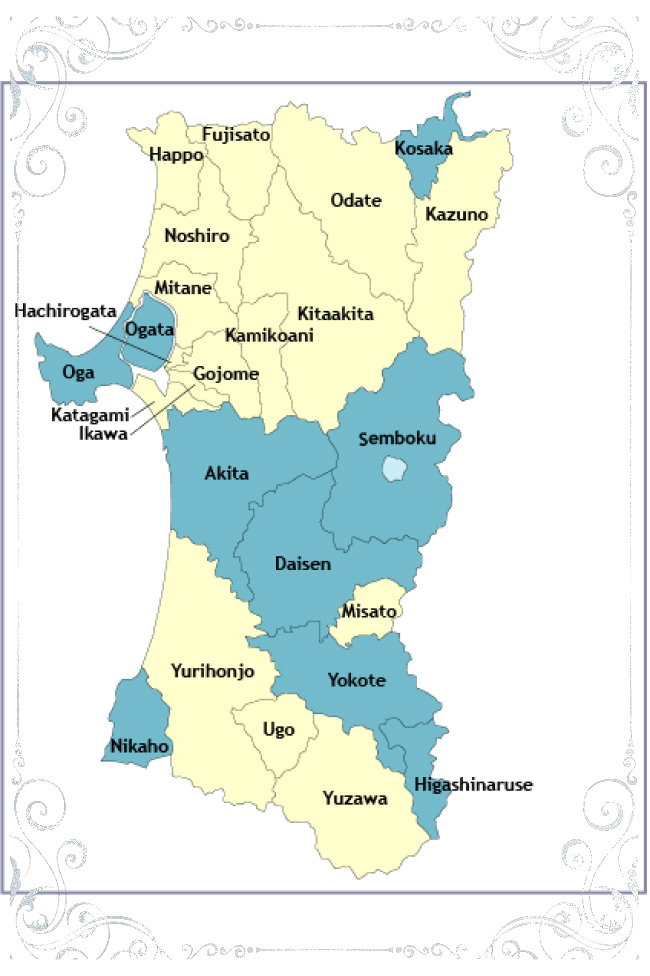 Fujisato
Happo
Kosaka
Odate
Kazuno
Noshiro
Mitane
Hachirogata
Ogata
Kitaakita
Kamikoani
Oga
Gojome
Katagami
Ikawa
Semboku
Akita
Daisen
Misato
Yurihonjo
Yokote
Ugo
Nikaho
Higashinaruse
Yuzawa